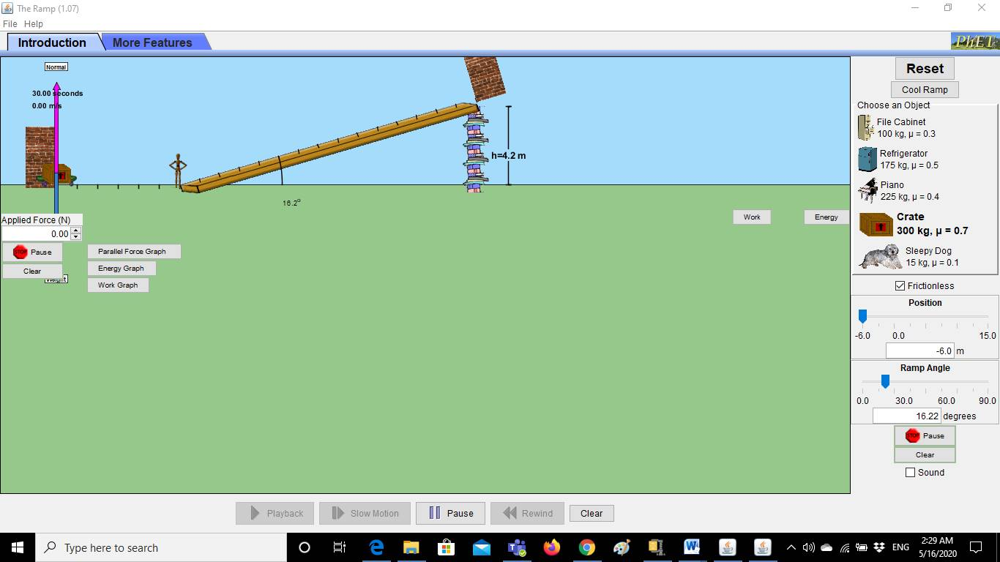 The Ramp (1.07)
File Help
Introduction
More Features
PhET
Normal
30.00 seconds
0.00 m/s
h=4.2 m
16.2°
Applied Force (N)
0.00
STOP Pause
Clear
Weight
Parallel Force Graph
Energy Graph
Work Graph
Work
Energy
Reset
Cool Ramp
Choose an Object
File Cabinet
100 kg, μ = 0.3
Refrigerator
175 kg, μ = 0.5
Piano
225 kg, μ = 0.4
Crate
300 kg, μ = 0.7
Sleepy Dog
15 kg, μ = 0.1
Frictionless
Position
-6.0 0.0 15.0
-6.0 m
Ramp Angle
0.0 30.0 60.0 90.0
16.22 degrees
STOP Pause
Clear
Sound
Playback
Slow Motion
Pause
Rewind
Clear
Type here to search
ENG
2:29 AM
5/16/2020